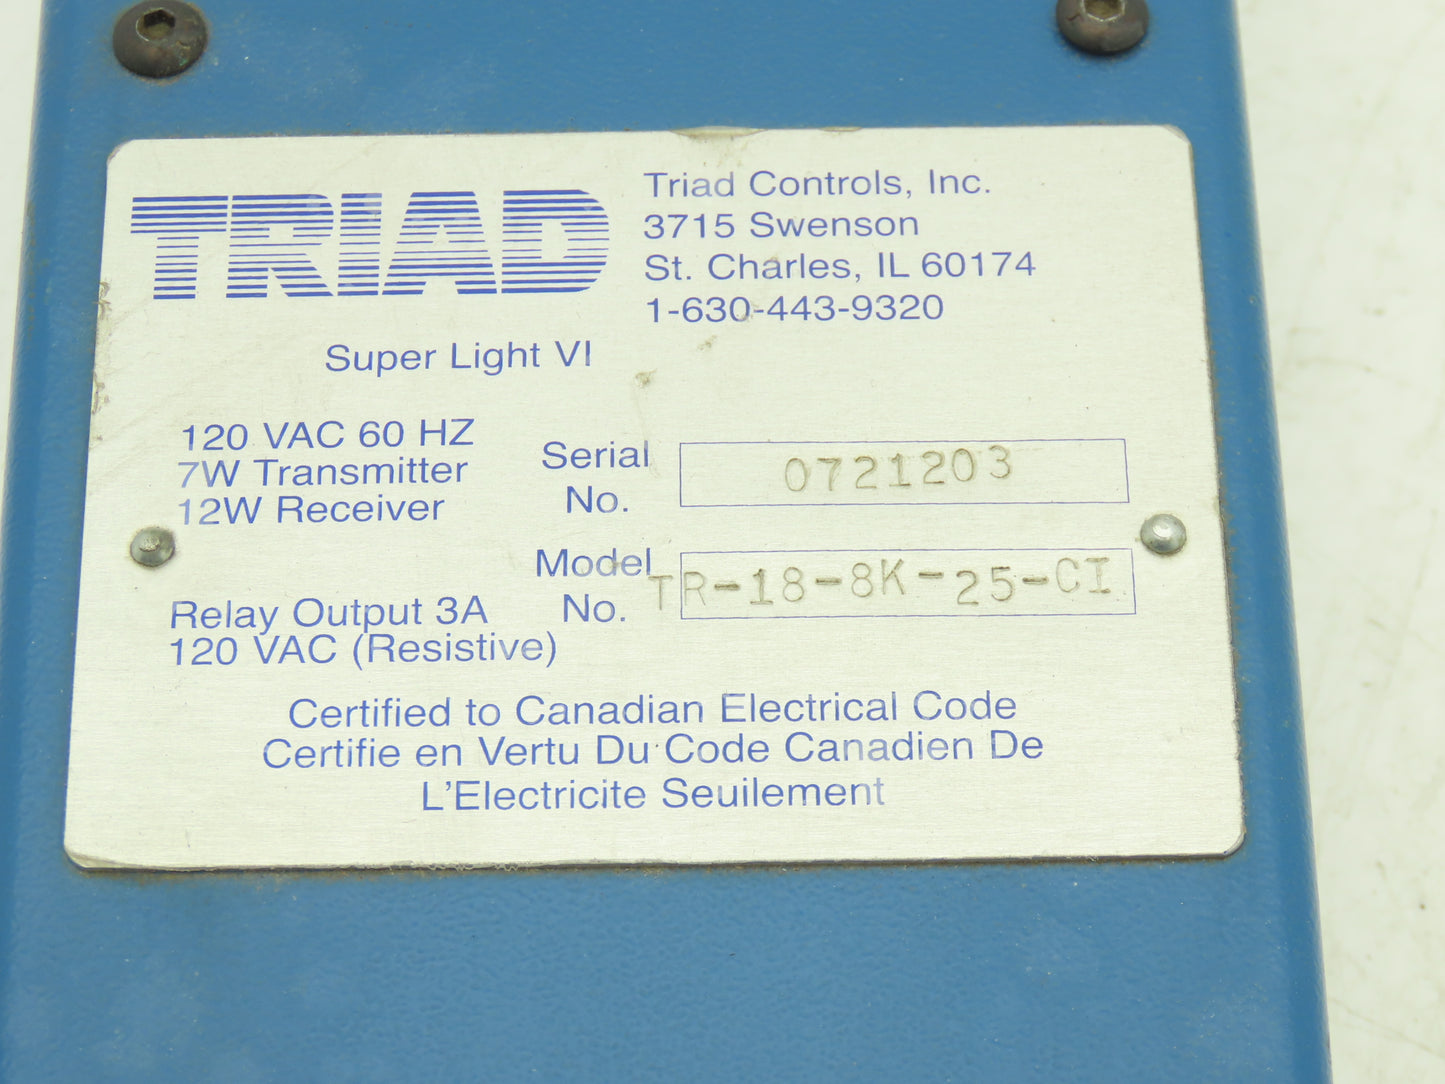 TRIAD
Triad Controls, Inc.
3715 Swenson
St. Charles, IL 60174
1-630-443-9320
Super Light VI
120 VAC 60 HZ
7W Transmitter
12W Receiver
Serial No. 0721203
Model No. TR-18-8K-25-CI
Relay Output 3A
120 VAC (Resistive)
Certified to Canadian Electrical Code
Certifie en Vertu Du Code Canadien De
L'Electricite Seuilement